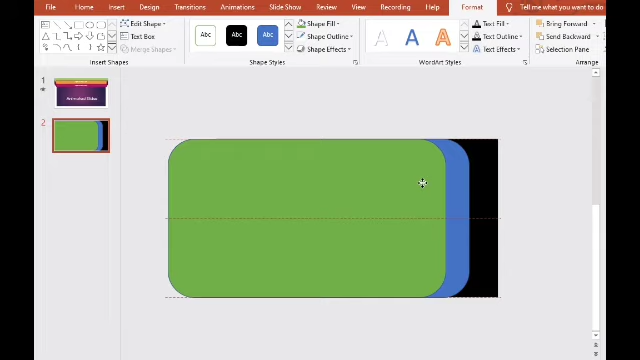 File Home Insert Design Transitions Animations Slide Show Review View Recording Help Format Tell me what you want to do
Edit Shape
Text Box
Merge Shapes
Insert Shapes
Abc Abc Abc
Shape Fill
Shape Outline
Shape Effects
Shape Styles
A A A
Text Fill
Text Outline
Text Effects
WordArt Styles
Bring Forward
Send Backward
Selection Pane
Arrange
1
Animated Slides
2